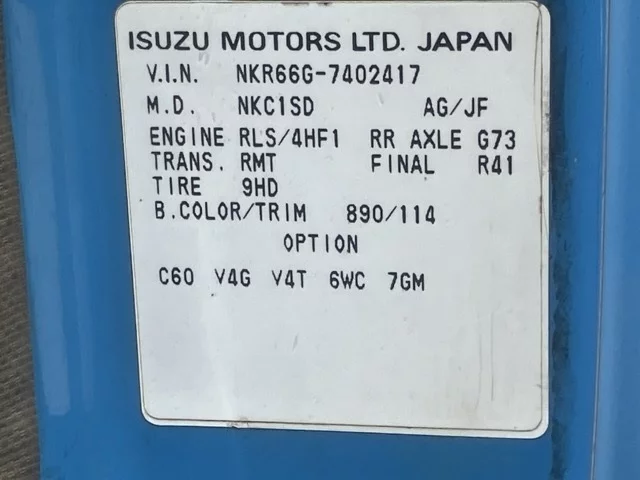 ISUZU MOTORS LTD. JAPAN
V.I.N. NKR66G-7402417
M.D. NKC1SD AG/JF
ENGINE RLS/4HF1 RR AXLE G73
TRANS. RMT FINAL R41
TIRE 9HD
B.COLOR/TRIM 890/114
OPTION
C60 V4G V4T 6WC 7GM